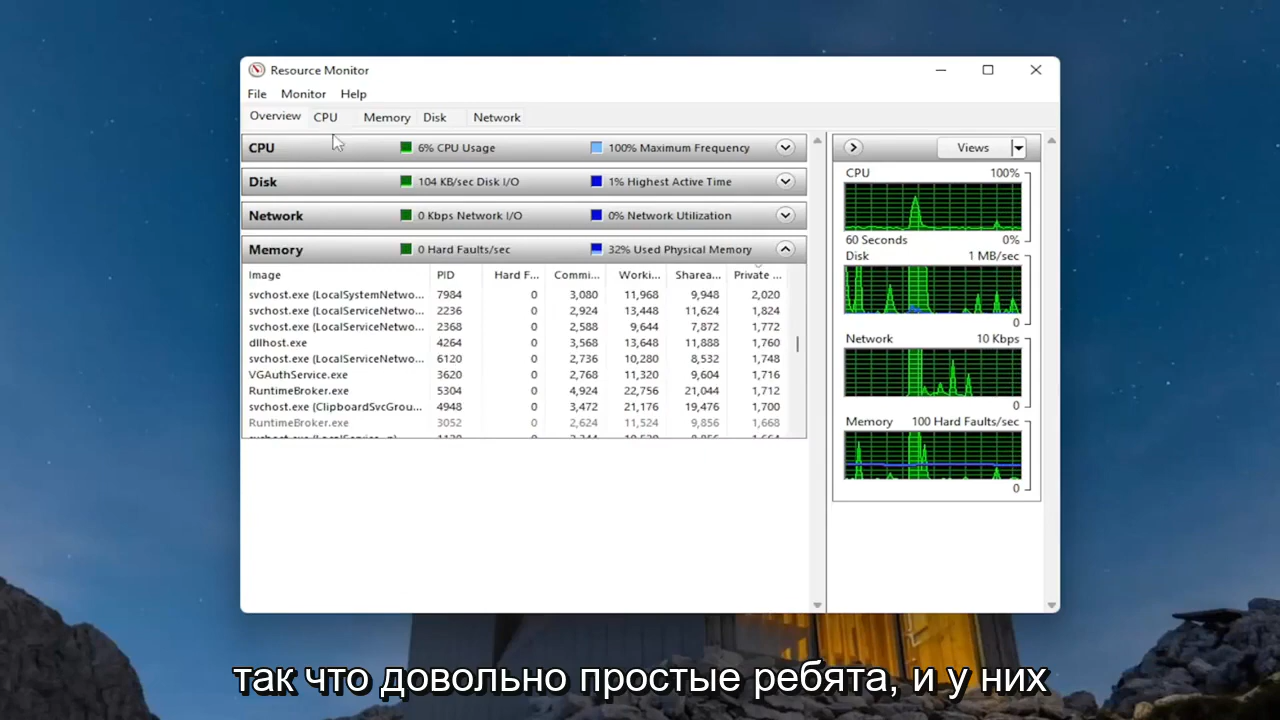 Resource Monitor
File Monitor Help
Overview CPU Memory Disk Network
CPU 6% CPU Usage 100% Maximum Frequency
Disk 104 KB/sec Disk I/O 1% Highest Active Time
Network 0 Kbps Network I/O 0% Network Utilization
Memory 0 Hard Faults/sec 32% Used Physical Memory
Image PID Hard F... Commi... Worki... Sharea... Private ...
svchost.exe (LocalSystemNetwo... 7984 0 3,080 11,968 9,948 2,020
svchost.exe (LocalServiceNetwo... 2236 0 2,924 13,448 11,624 1,824
svchost.exe (LocalServiceNetwo... 2368 0 2,588 9,644 7,872 1,772
dllhost.exe 4264 0 3,568 13,648 11,888 1,760
svchost.exe (LocalServiceNetwo... 6120 0 2,736 10,280 8,532 1,748
VGAuthService.exe 3620 0 2,768 11,320 9,604 1,716
RuntimeBroker.exe 5304 0 4,924 22,756 21,044 1,712
svchost.exe (ClipboardSvcGrou... 4948 0 3,472 21,176 19,476 1,700
RuntimeBroker.exe 3052 0 2,624 11,524 9,856 1,668
Views
CPU 100%
60 Seconds 0%
Disk 1 MB/sec
0
Network 10 Kbps
0
Memory 100 Hard Faults/sec
0
так что довольно простые ребята, и у них